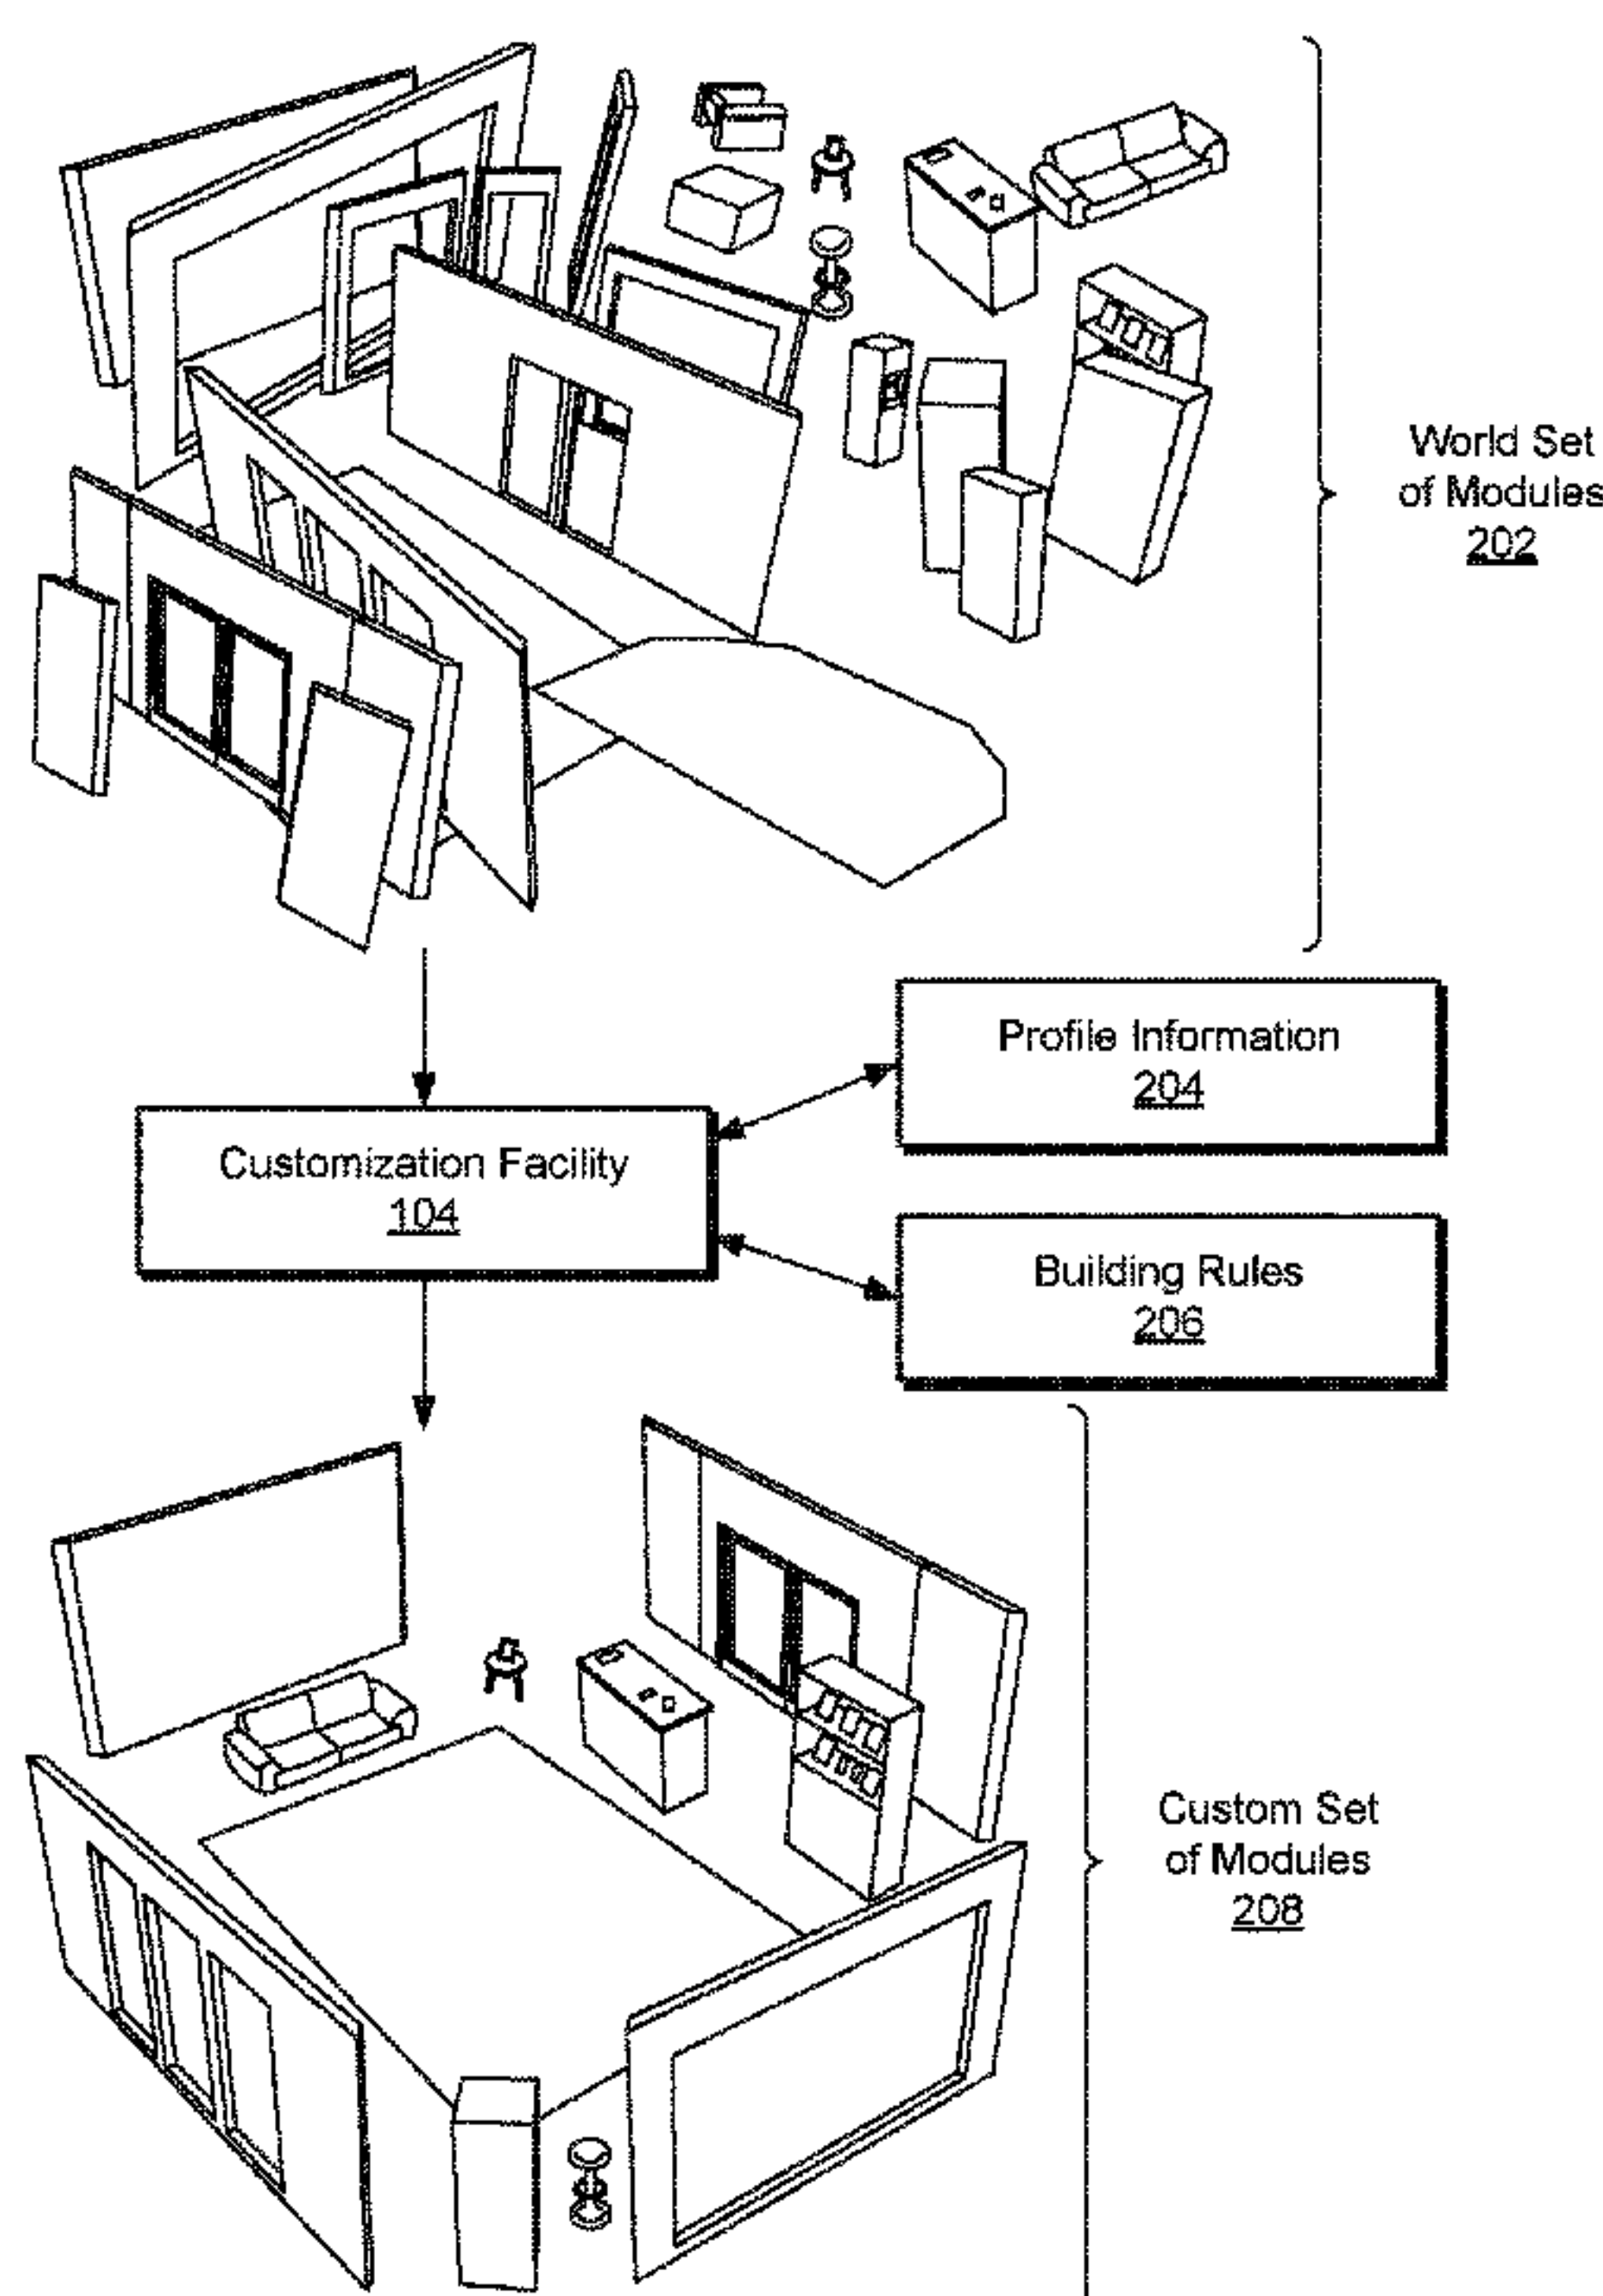 World Set
of Modules
202
Profile Information
204
Customization Facility
104
Building Rules
206
Custom Set
of Modules
208